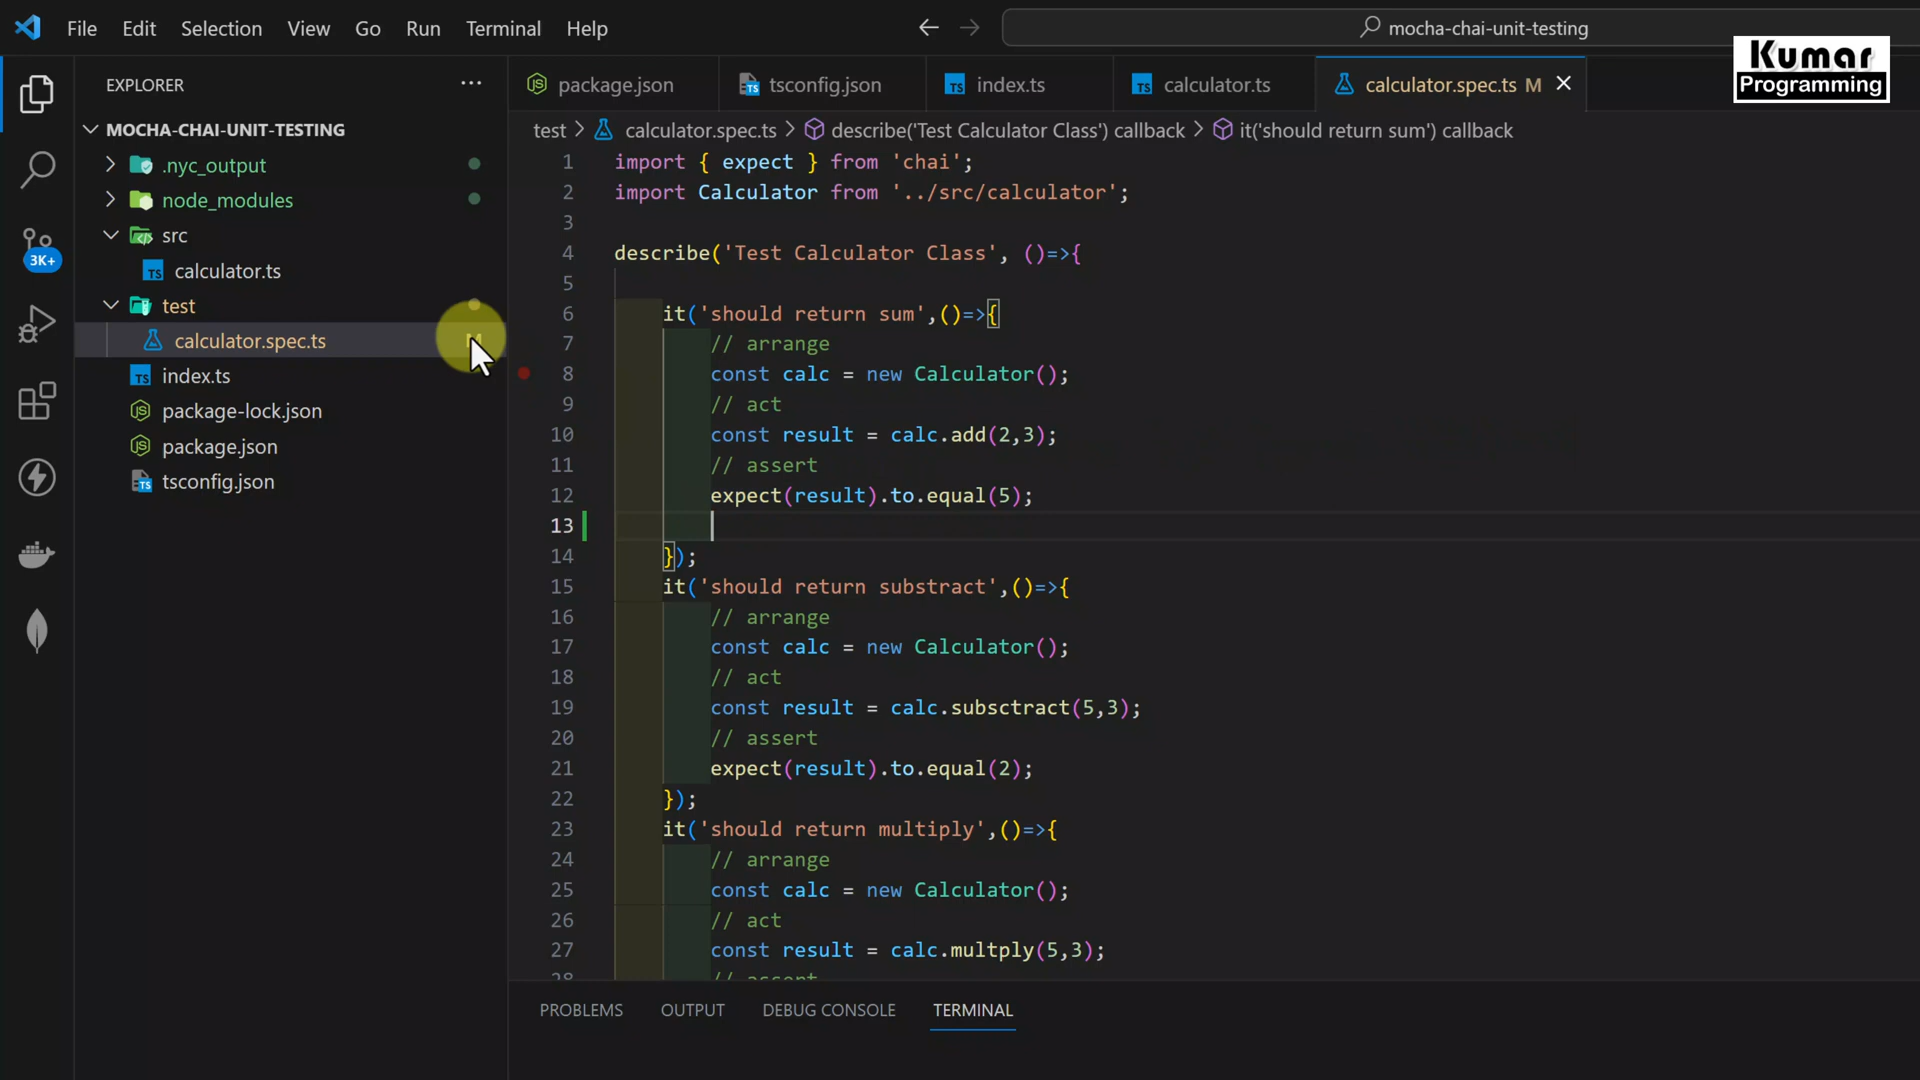 File Edit Selection View Go Run Terminal Help
mocha-chai-unit-testing
Kumar
Programming
EXPLORER
MOCHA-CHAI-UNIT-TESTING
.nyc_output
node_modules
src
TS calculator.ts
test
calculator.spec.ts M
TS index.ts
package-lock.json
package.json
TS tsconfig.json
3K+
package.json
TS tsconfig.json
TS index.ts
TS calculator.ts
calculator.spec.ts M
test > calculator.spec.ts > describe('Test Calculator Class') callback > it('should return sum') callback
1 import { expect } from 'chai';
2 import Calculator from '../src/calculator';
3
4 describe('Test Calculator Class', ()=>{
5
6 it('should return sum',()=>{
7 // arrange
8 const calc = new Calculator();
9 // act
10 const result = calc.add(2,3);
11 // assert
12 expect(result).to.equal(5);
13
14 });
15 it('should return substract',()=>{
16 // arrange
17 const calc = new Calculator();
18 // act
19 const result = calc.subsctract(5,3);
20 // assert
21 expect(result).to.equal(2);
22 });
23 it('should return multiply',()=>{
24 // arrange
25 const calc = new Calculator();
26 // act
27 const result = calc.multply(5,3);
28 // assert
PROBLEMS OUTPUT DEBUG CONSOLE TERMINAL